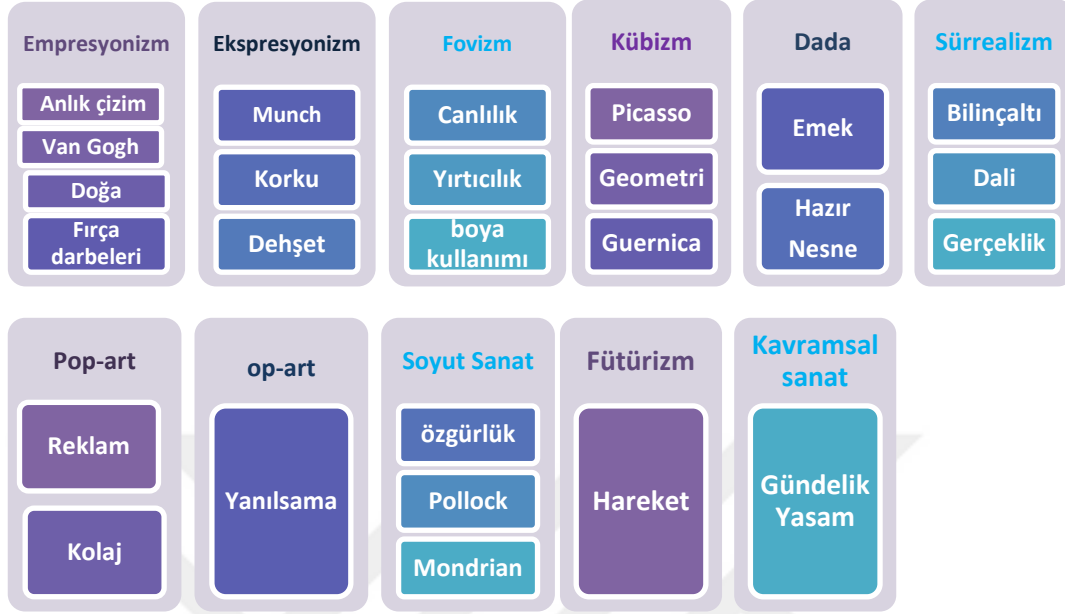 Empresyonizm
Anlık çizim
Van Gogh
Doğa
Fırça
darbeleri
Ekspresyonizm
Munch
Korku
Dehşet
Fovizm
Canlılık
Yırtıcılık
boya
kullanımı
Kübizm
Picasso
Geometri
Guernica
Dada
Emek
Hazır
Nesne
Sürrealizm
Bilinçaltı
Dali
Gerçeklik
Pop-art
Reklam
Kolaj
op-art
Yanılsama
Soyut Sanat
özgürlük
Pollock
Mondrian
Fütürizm
Hareket
Kavramsal
sanat
Gündelik
Yasam